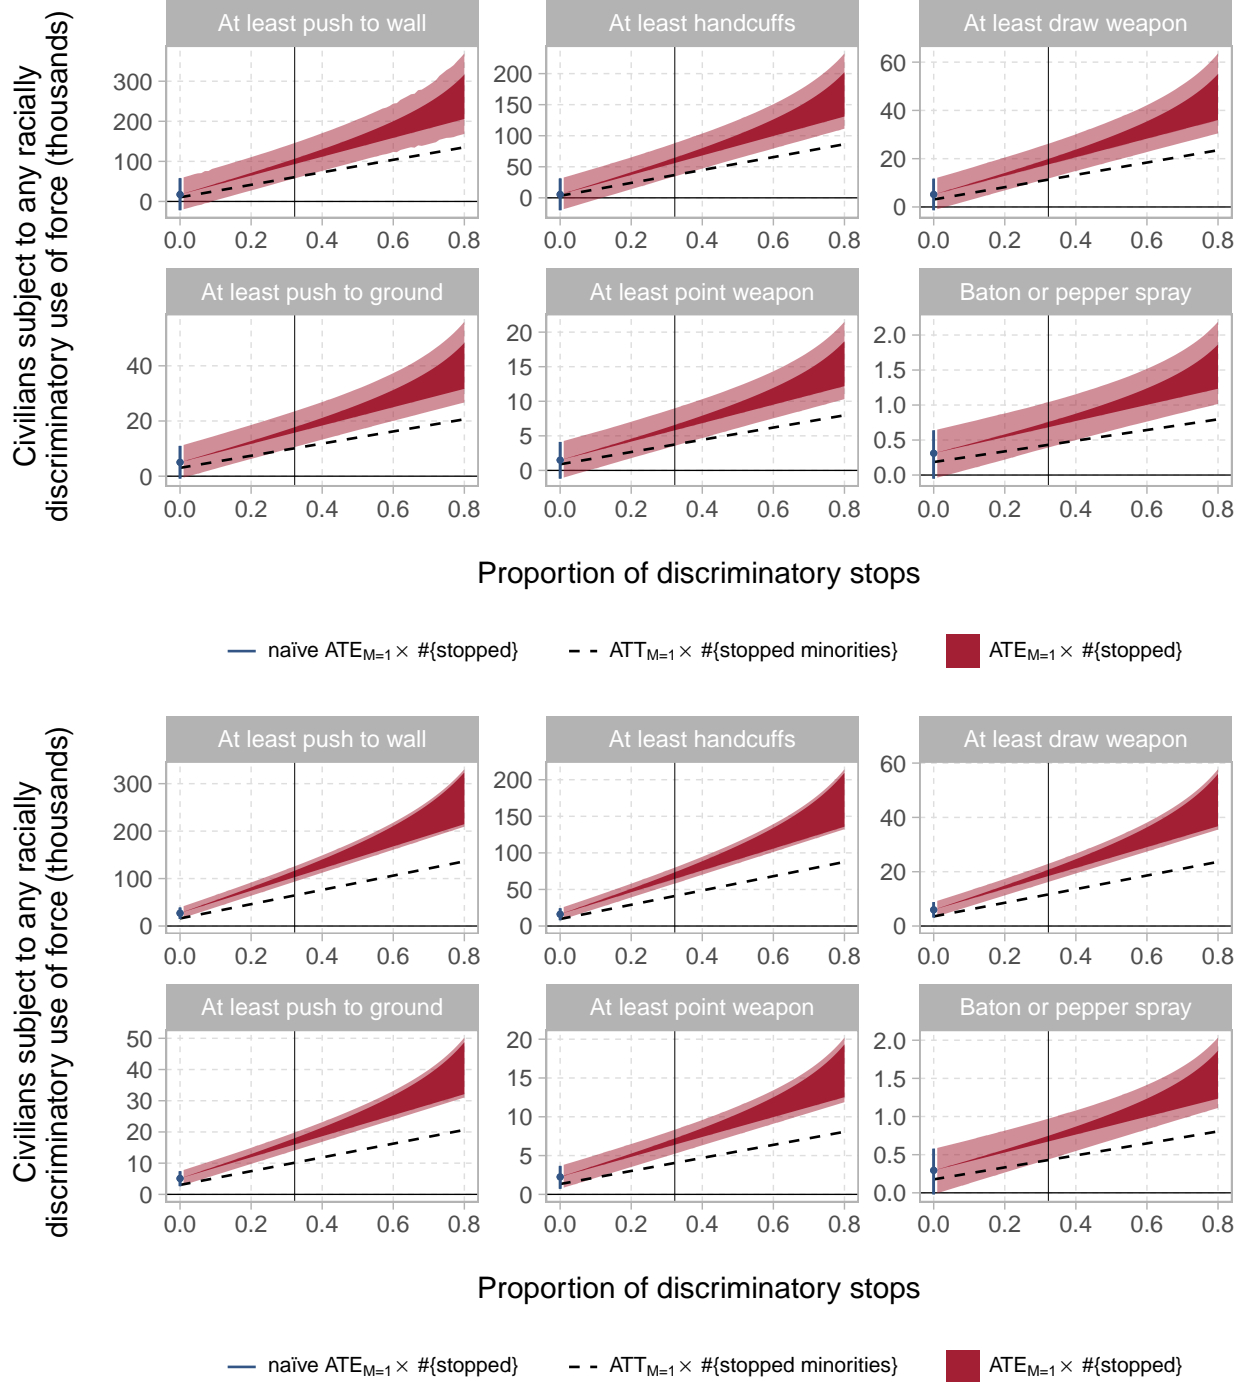 Civilians subject to any racially
discriminatory use of force (thousands)
At least push to wall
At least handcuffs
At least draw weapon
300
200
100
0
200
150
100
50
0
60
40
20
0
0.0 0.2 0.4 0.6 0.8
0.0 0.2 0.4 0.6 0.8
0.0 0.2 0.4 0.6 0.8
At least push to ground
At least point weapon
Baton or pepper spray
40
20
0
20
15
10
5
0
2.0
1.5
1.0
0.5
0.0
0.0 0.2 0.4 0.6 0.8
0.0 0.2 0.4 0.6 0.8
0.0 0.2 0.4 0.6 0.8
Proportion of discriminatory stops
naïve ATE_M=1 × #{stopped}
ATT_M=1 × #{stopped minorities}
ATE_M=1 × #{stopped}
Civilians subject to any racially
discriminatory use of force (thousands)
At least push to wall
At least handcuffs
At least draw weapon
300
200
100
0
200
150
100
50
0
60
40
20
0
0.0 0.2 0.4 0.6 0.8
0.0 0.2 0.4 0.6 0.8
0.0 0.2 0.4 0.6 0.8
At least push to ground
At least point weapon
Baton or pepper spray
50
40
30
20
10
0
20
15
10
5
0
2.0
1.5
1.0
0.5
0.0
0.0 0.2 0.4 0.6 0.8
0.0 0.2 0.4 0.6 0.8
0.0 0.2 0.4 0.6 0.8
Proportion of discriminatory stops
naïve ATE_M=1 × #{stopped}
ATT_M=1 × #{stopped minorities}
ATE_M=1 × #{stopped}